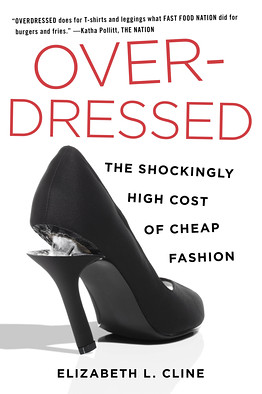 "OVERDRESSED does for T-shirts and leggings what FAST FOOD NATION did for
burgers and fries." —Katha Pollitt, THE NATION
OVER-
DRESSED
THE SHOCKINGLY
HIGH COST
OF CHEAP
FASHION
ELIZABETH L. CLINE